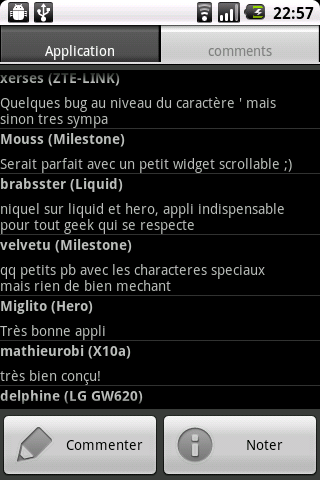 22:57
Application
comments
xerses (ZTE-LINK)
Quelques bug au niveau du caractère ' mais
sinon tres sympa
Mouss (Milestone)
Serait parfait avec un petit widget scrollable ;)
brabsster (Liquid)
niquel sur liquid et hero, appli indispensable
pour tout geek qui se respecte
velvetu (Milestone)
qq petits pb avec les characteres speciaux
mais rien de bien mechant
Miglito (Hero)
Très bonne appli
mathieurobi (X10a)
très bien conçu!
delphine (LG GW620)
Commenter
Noter